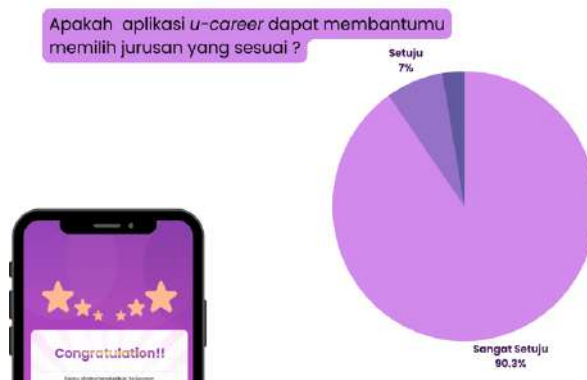 Apakah aplikasi u-career dapat membantumu
memilih jurusan yang sesuai ?
Setuju
7%
Sangat Setuju
90.3%
Congratulation!!